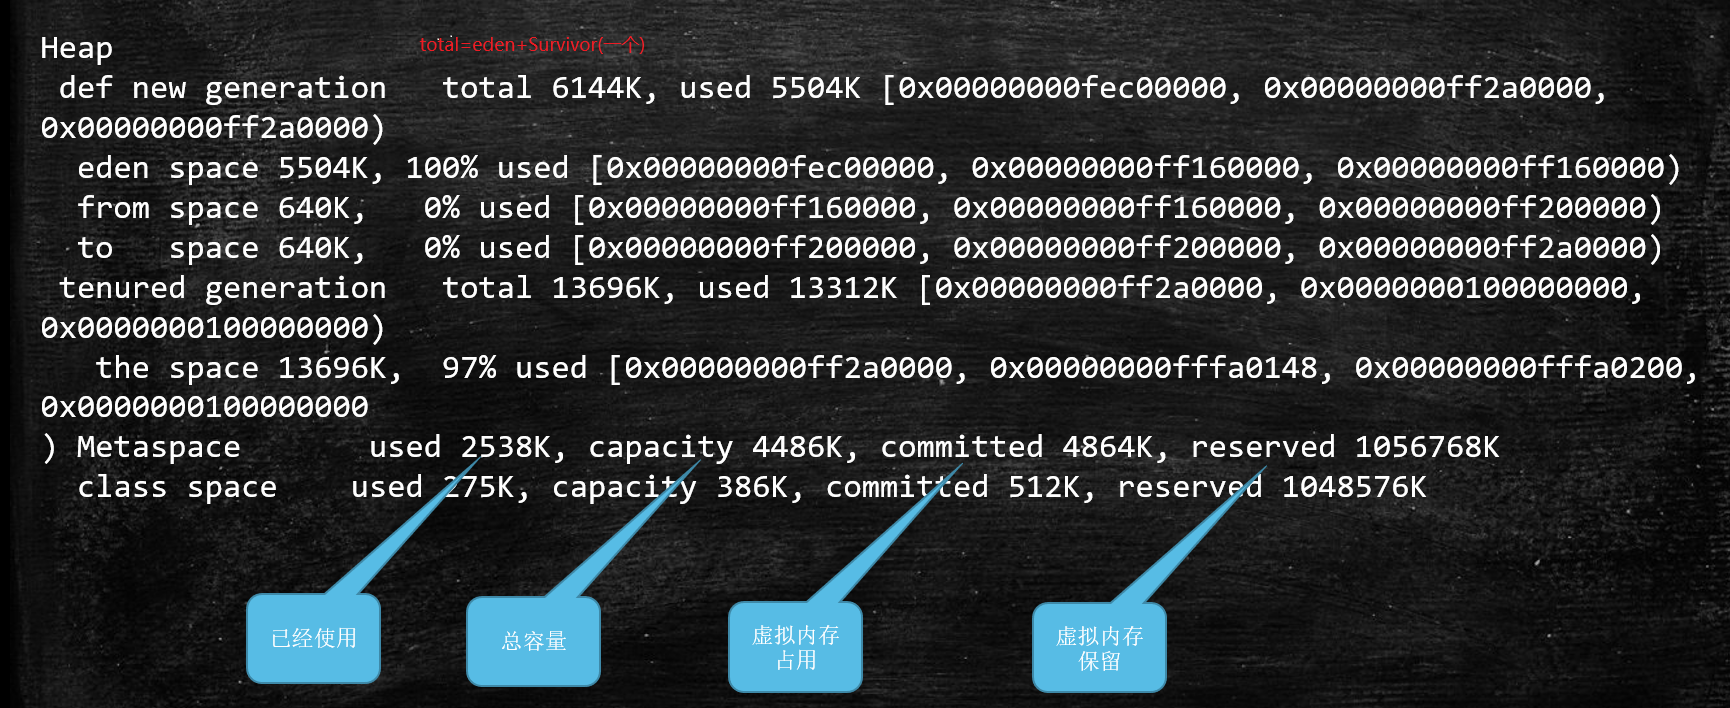 Heap
total=eden+Survivor(一个)
def new generation   total 6144K, used 5504K [0x00000000fec00000, 0x00000000ff2a0000,
0x00000000ff2a0000)
eden space 5504K, 100% used [0x00000000fec00000, 0x00000000ff160000, 0x00000000ff160000)
from space 640K,   0% used [0x00000000ff160000, 0x00000000ff160000, 0x00000000ff200000)
to   space 640K,   0% used [0x00000000ff200000, 0x00000000ff200000, 0x00000000ff2a0000)
tenured generation   total 13696K, used 13312K [0x00000000ff2a0000, 0x0000000100000000,
0x0000000100000000)
the space 13696K,  97% used [0x00000000ff2a0000, 0x00000000fffa0148, 0x00000000fffa0200,
0x0000000100000000
) Metaspace       used 2538K, capacity 4486K, committed 4864K, reserved 1056768K
class space    used 275K, capacity 386K, committed 512K, reserved 1048576K
已经使用
总容量
虚拟内存
占用
虚拟内存
保留